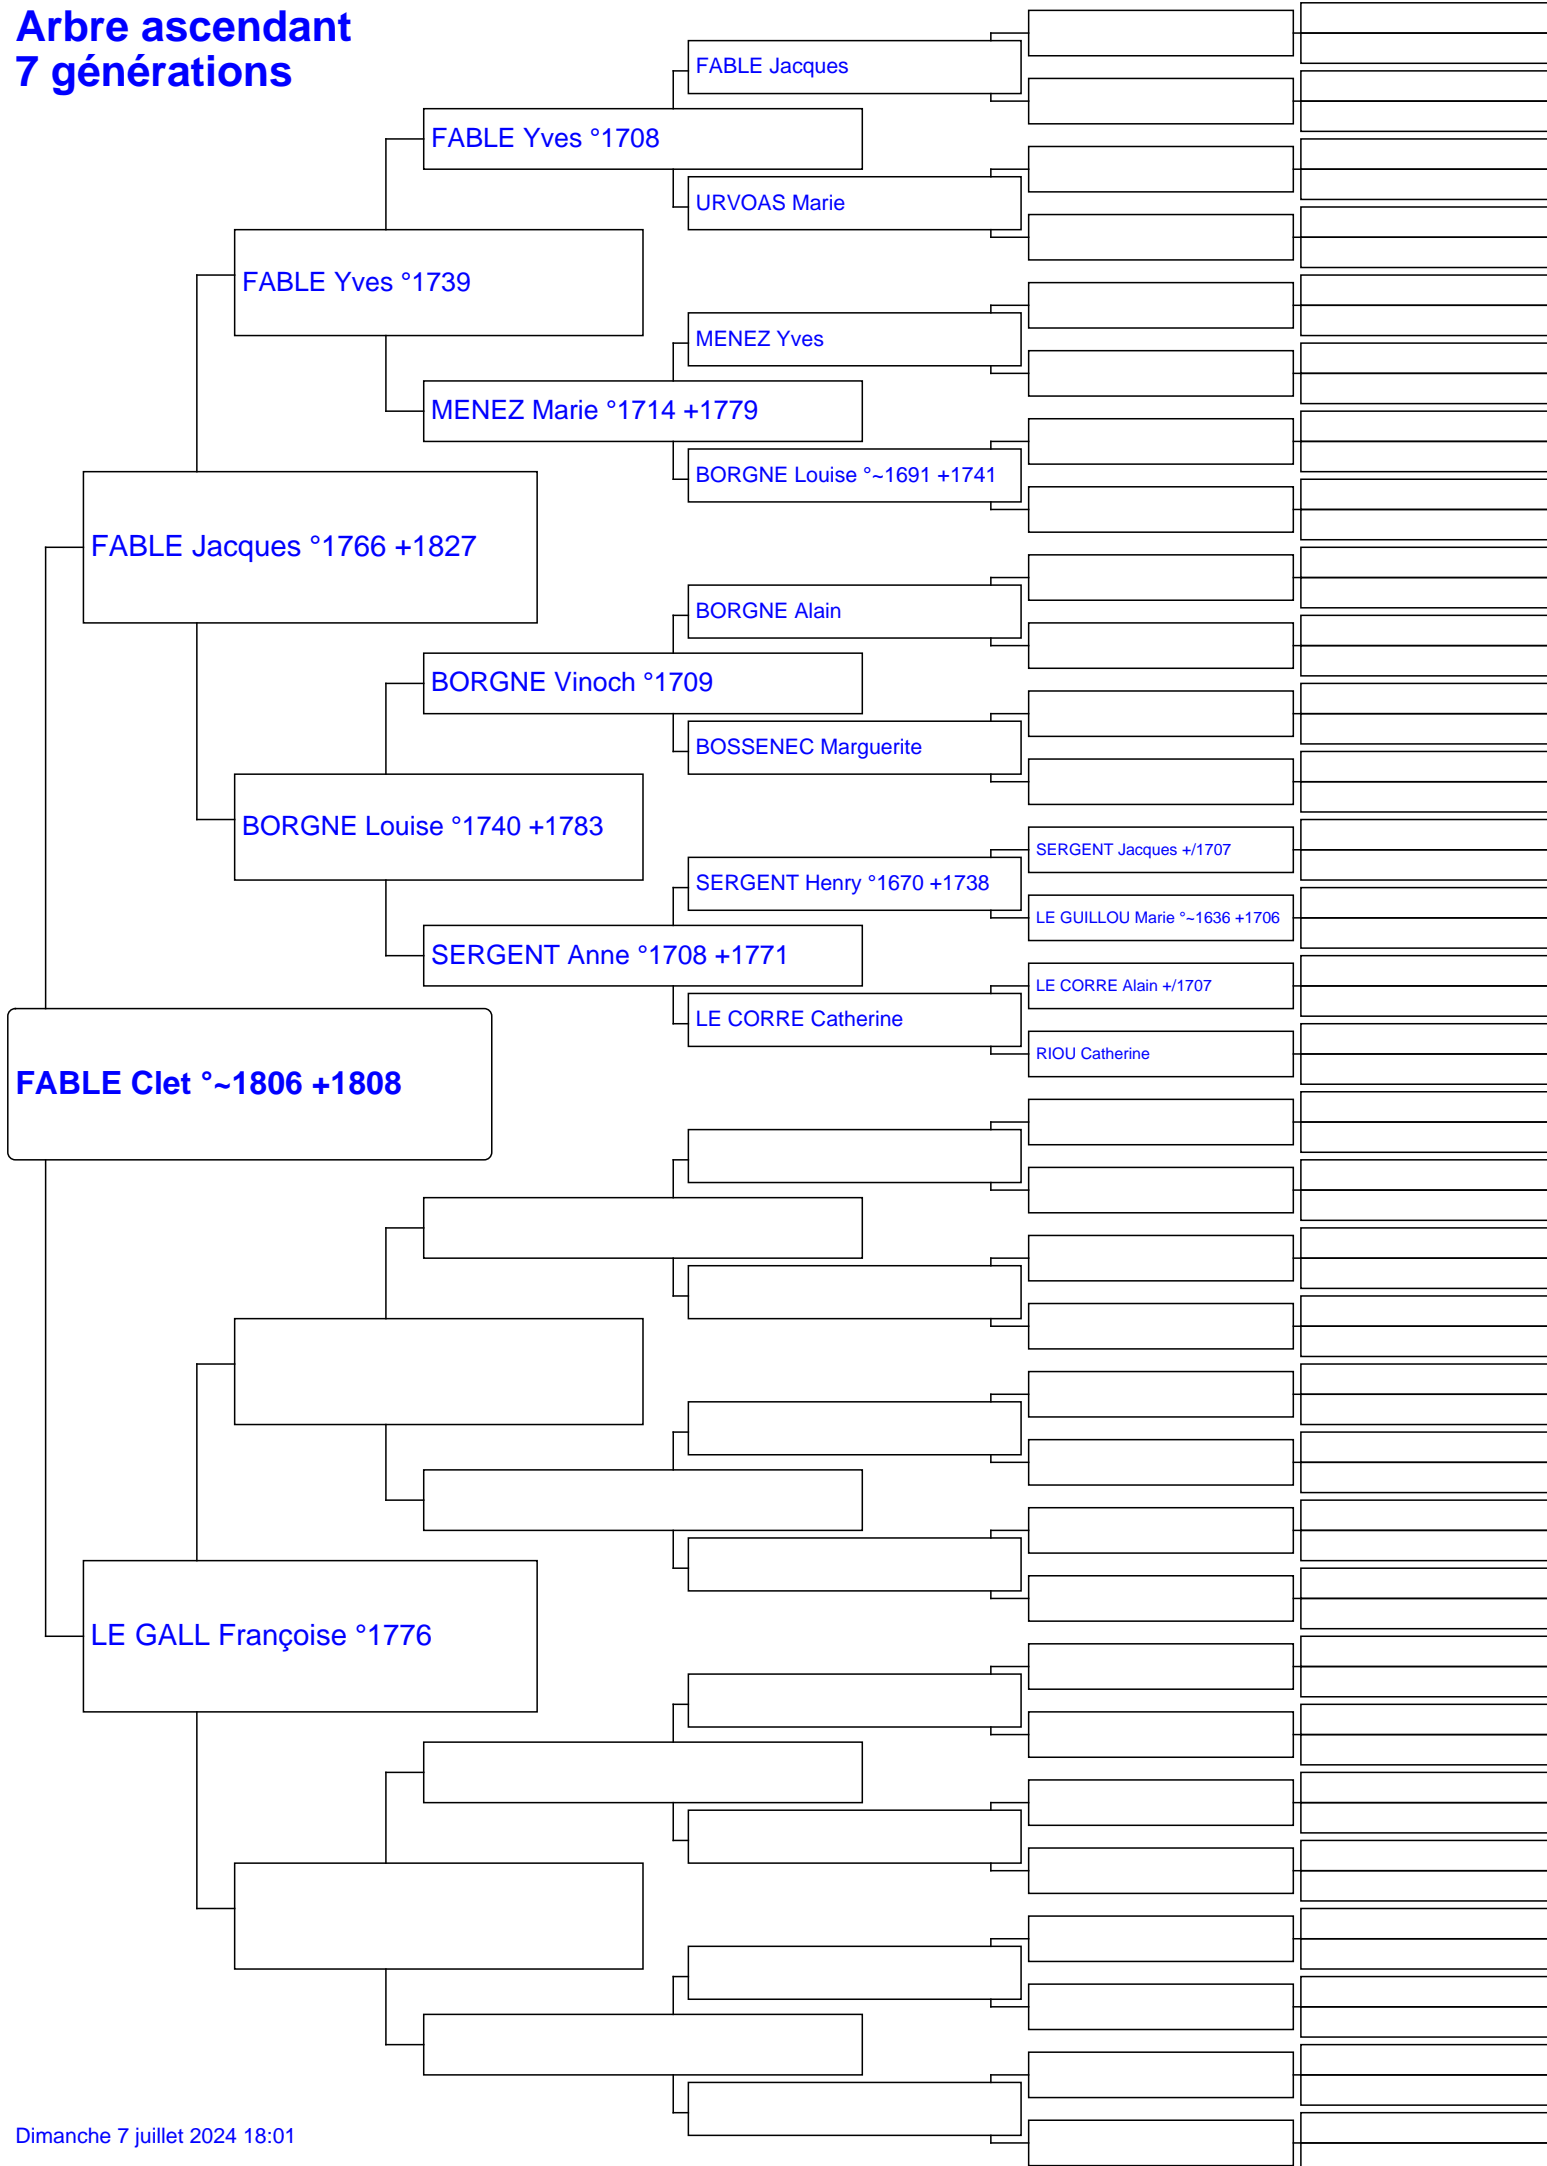 Arbre ascendant
7 générations
FABLE Jacques
FABLE Yves °1708
URVOAS Marie
FABLE Yves °1739
MENEZ Yves
MENEZ Marie °1714 +1779
BORGNE Louise °~1691 +1741
FABLE Jacques °1766 +1827
BORGNE Alain
BORGNE Vinoch °1709
BOSSENEC Marguerite
BORGNE Louise °1740 +1783
SERGENT Jacques +/1707
SERGENT Henry °1670 +1738
LE GUILLOU Marie °~1636 +1706
SERGENT Anne °1708 +1771
LE CORRE Alain +/1707
LE CORRE Catherine
RIOU Catherine
FABLE Clet °~1806 +1808
LE GALL Françoise °1776
Dimanche 7 juillet 2024 18:01